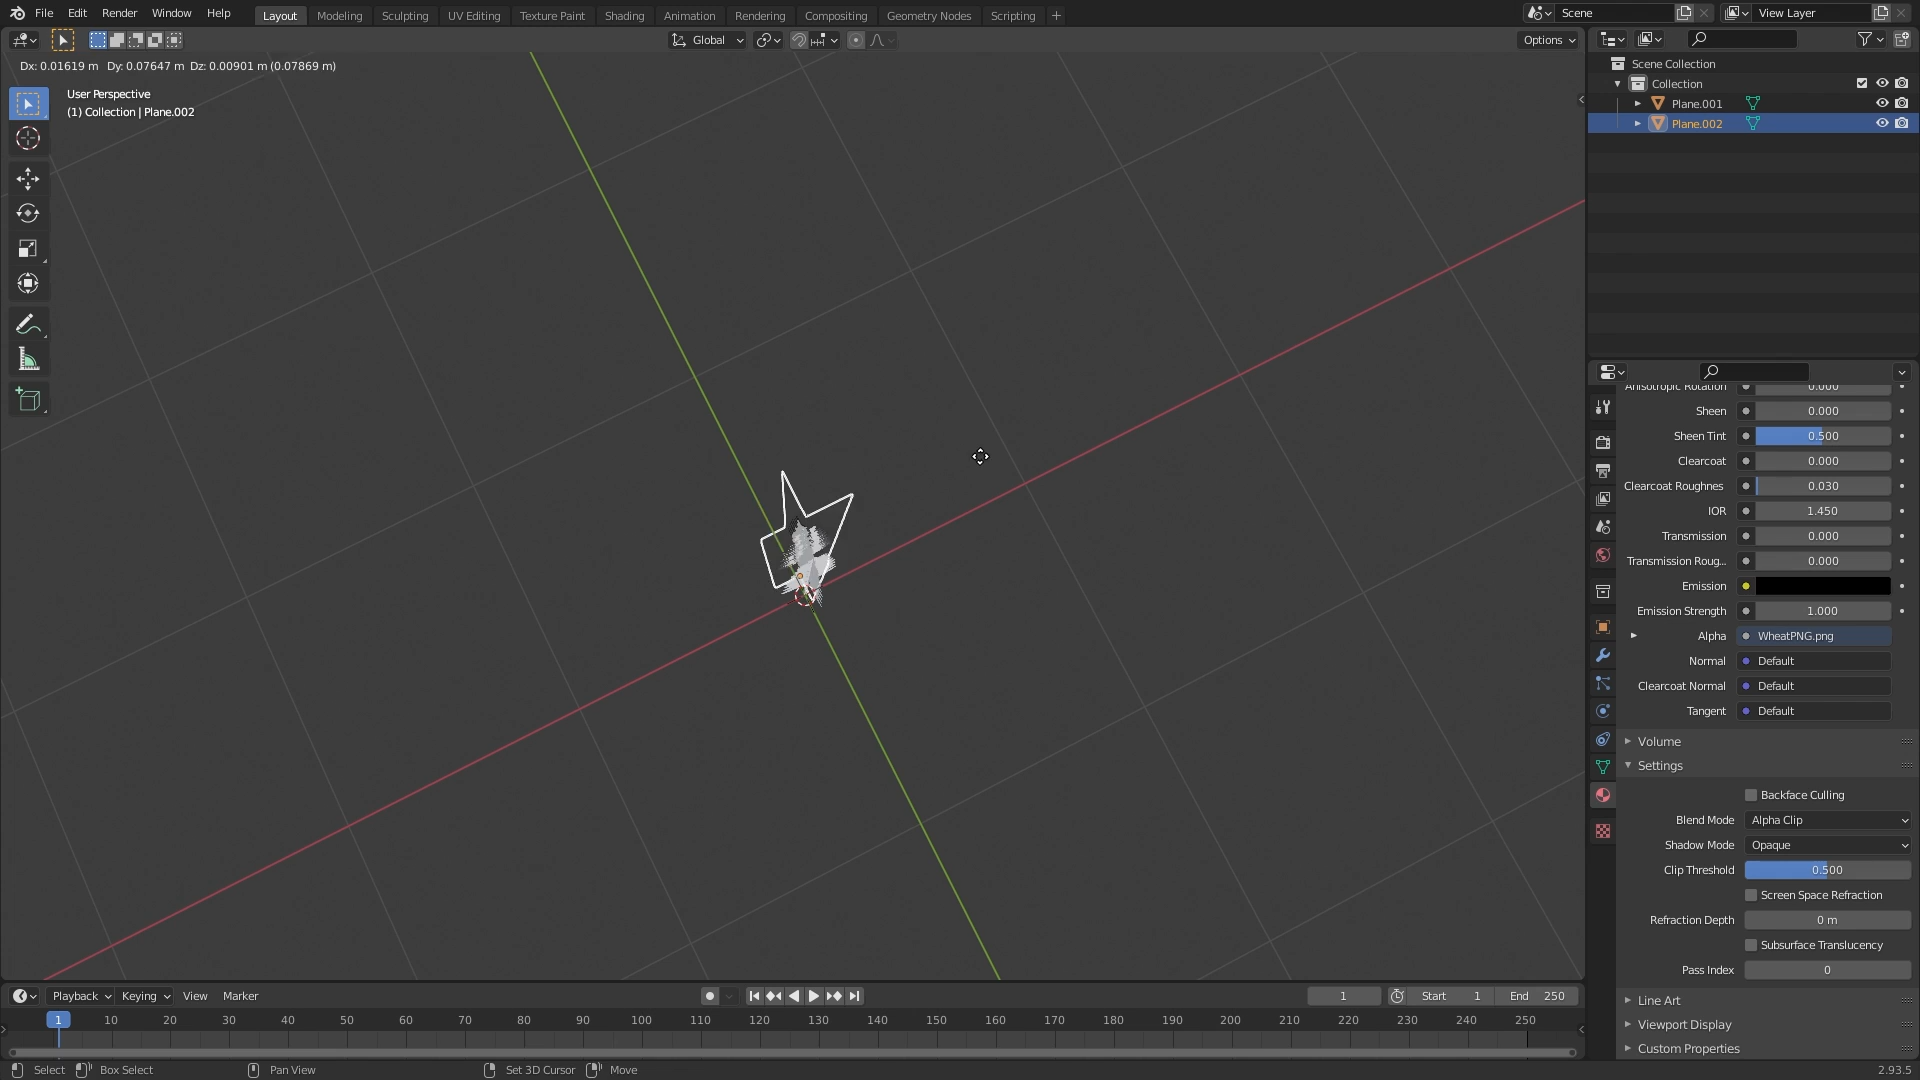 File Edit Render Window Help Layout Modeling Sculpting UV Editing Texture Paint Shading Animation Rendering Compositing Geometry Nodes Scripting + Scene View Layer
Global Options
Dx: 0.01619 m Dy: 0.07647 m Dz: 0.00901 m (0.07869 m)
User Perspective
(1) Collection | Plane.002
Scene Collection
Collection
Plane.001
Plane.002
Anisotropic Rotation 0.000
Sheen 0.000
Sheen Tint 0.500
Clearcoat 0.000
Clearcoat Roughnes 0.030
IOR 1.450
Transmission 0.000
Transmission Roug... 0.000
Emission
Emission Strength 1.000
Alpha WheatPNG.png
Normal Default
Clearcoat Normal Default
Tangent Default
Volume
Settings
Backface Culling
Blend Mode Alpha Clip
Shadow Mode Opaque
Clip Threshold 0.500
Screen Space Refraction
Refraction Depth 0 m
Subsurface Translucency
Pass Index 0
Line Art
Viewport Display
Custom Properties
Playback Keying View Marker 1 Start 1 End 250
1 10 20 30 40 50 60 70 80 90 100 110 120 130 140 150 160 170 180 190 200 210 220 230 240 250
Select Box Select Pan View Set 3D Cursor Move 2.93.5